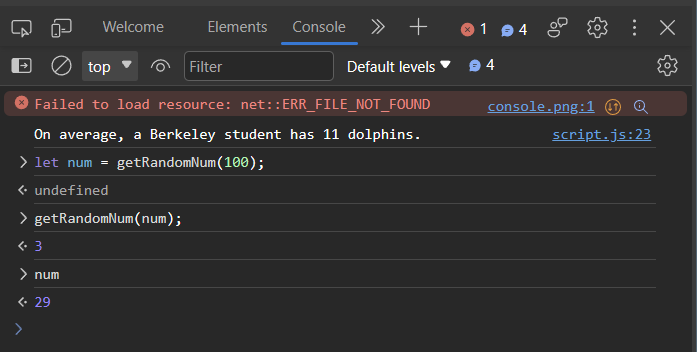 Welcome Elements Console 1 4
top Filter Default levels 4
Failed to load resource: net::ERR_FILE_NOT_FOUND console.png:1
On average, a Berkeley student has 11 dolphins. script.js:23
let num = getRandomNum(100);
undefined
getRandomNum(num);
3
num
29